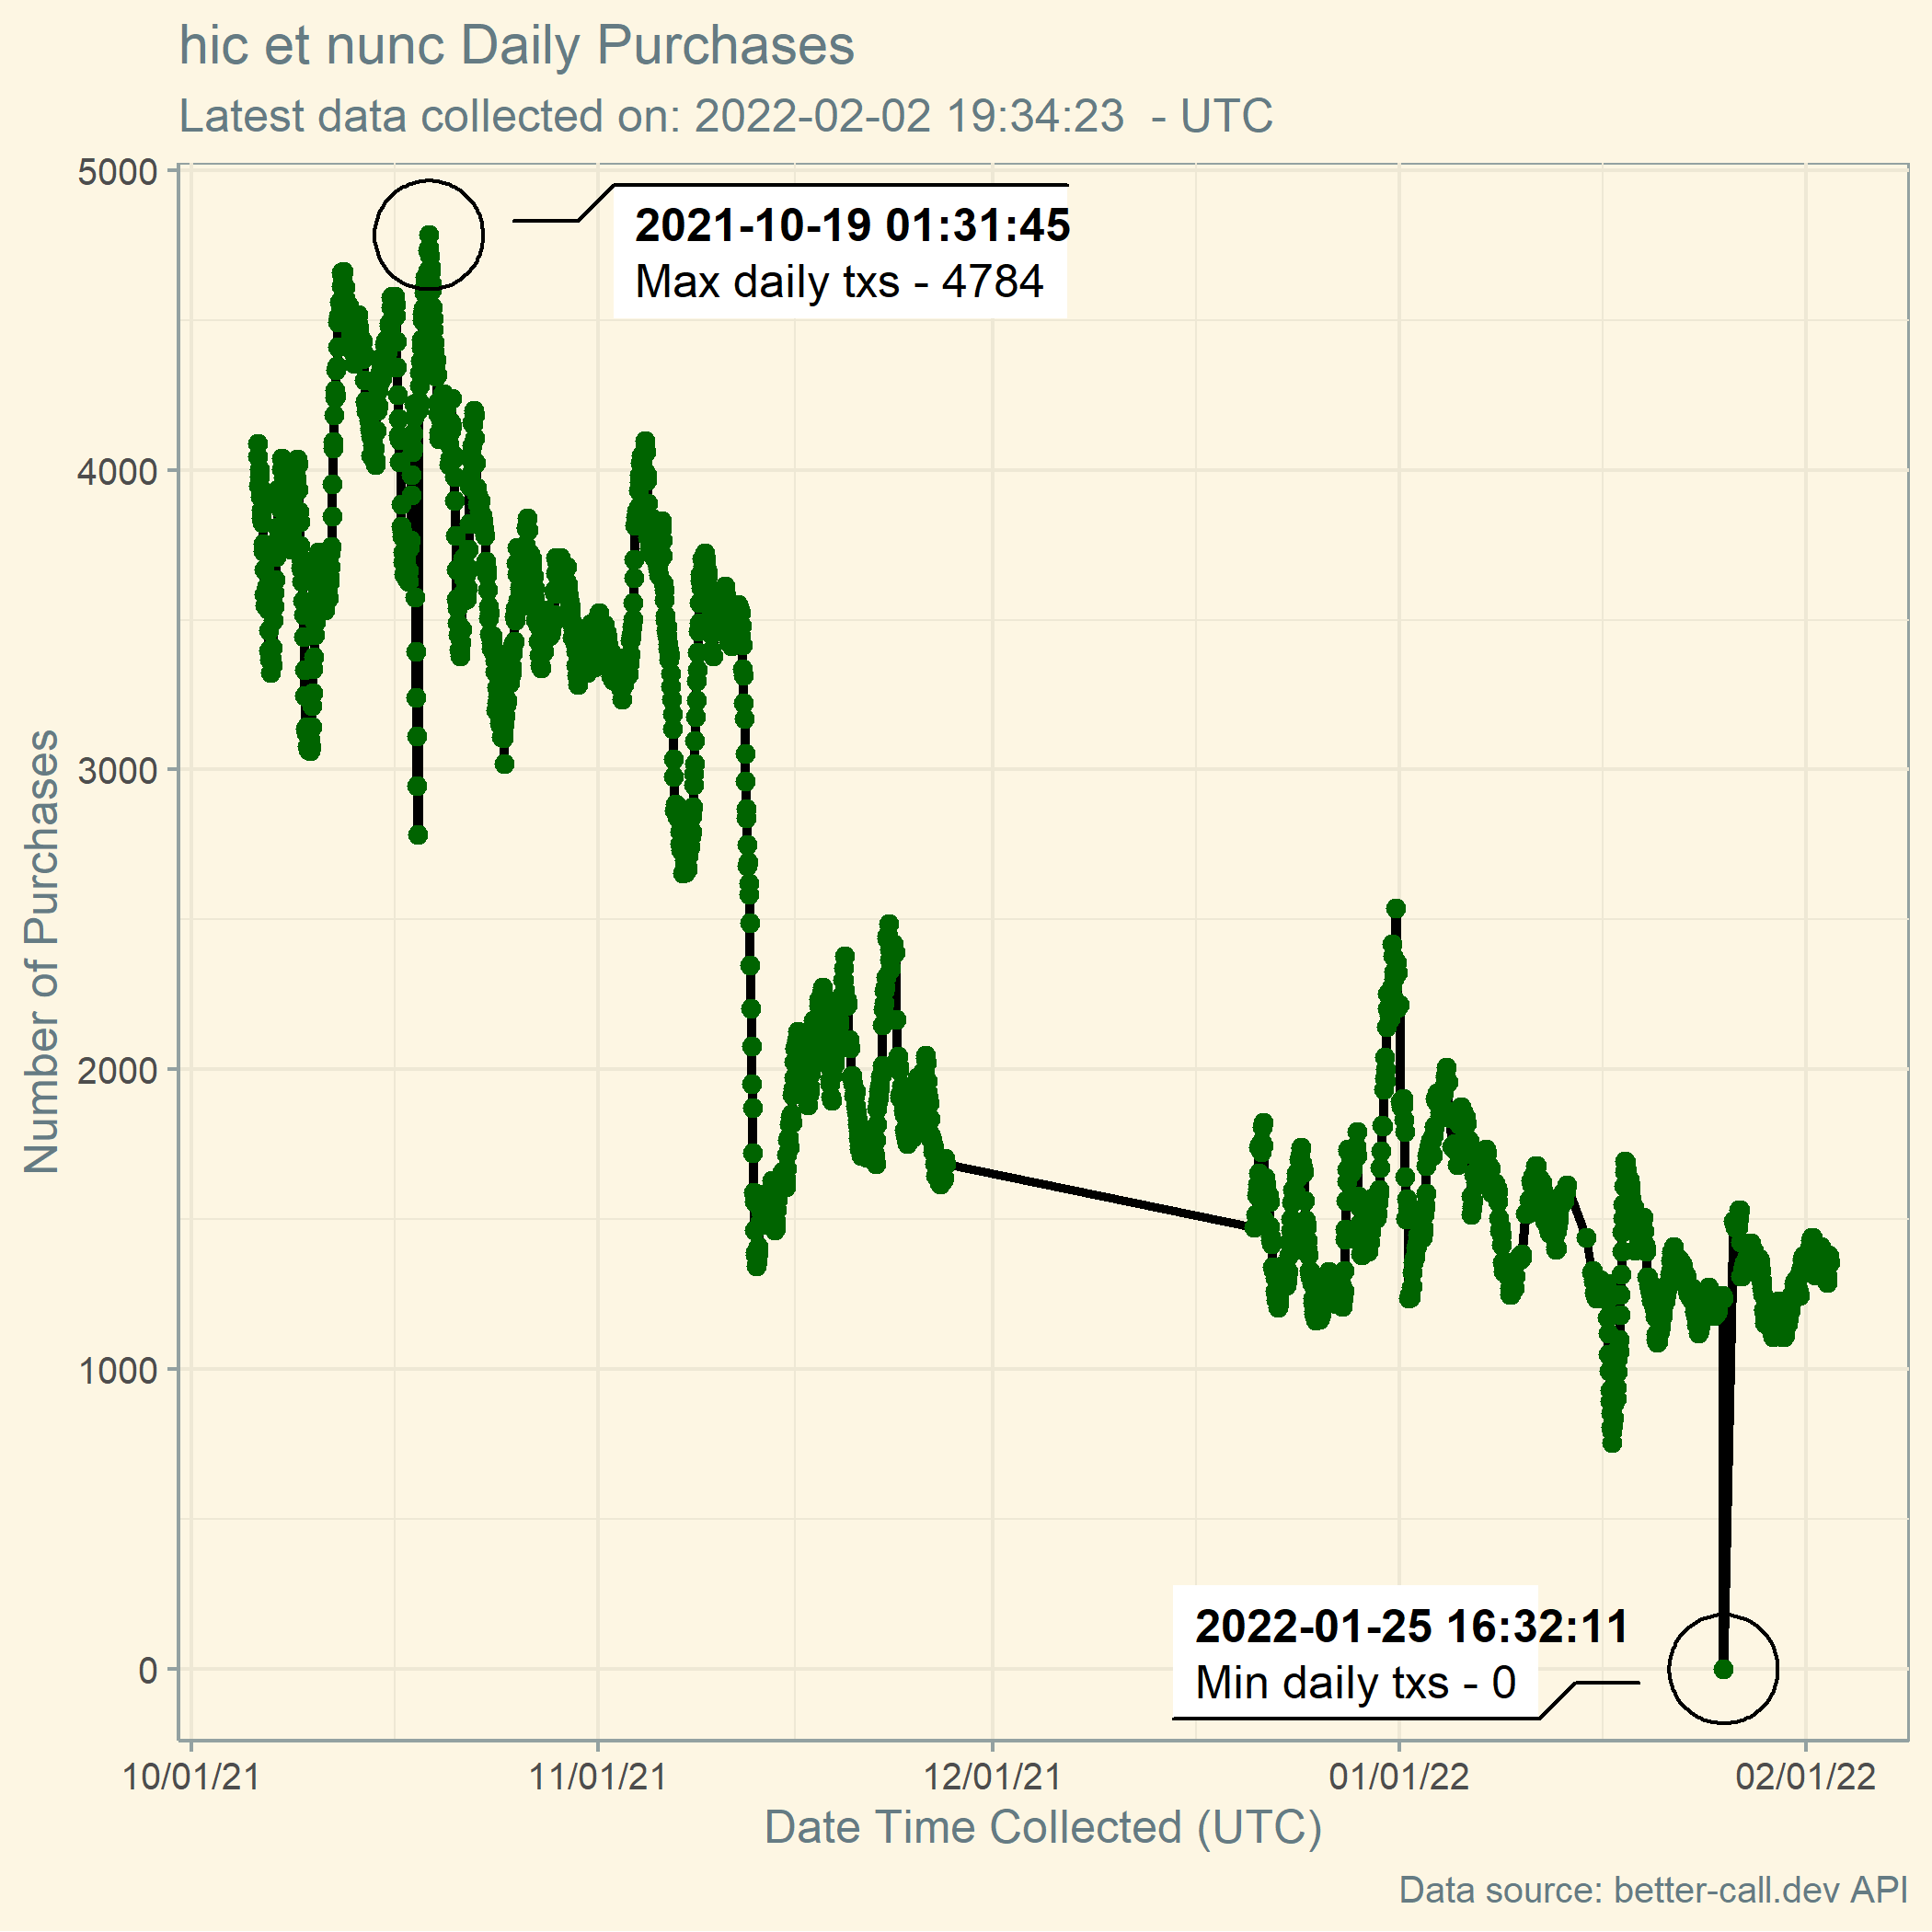 hic et nunc Daily Purchases
Latest data collected on: 2022-02-02 19:34:23  - UTC
Number of Purchases
5000
4000
3000
2000
1000
0
2021-10-19 01:31:45
Max daily txs - 4784
2022-01-25 16:32:11
Min daily txs - 0
10/01/21 11/01/21 12/01/21 01/01/22 02/01/22
Date Time Collected (UTC)
Data source: better-call.dev API